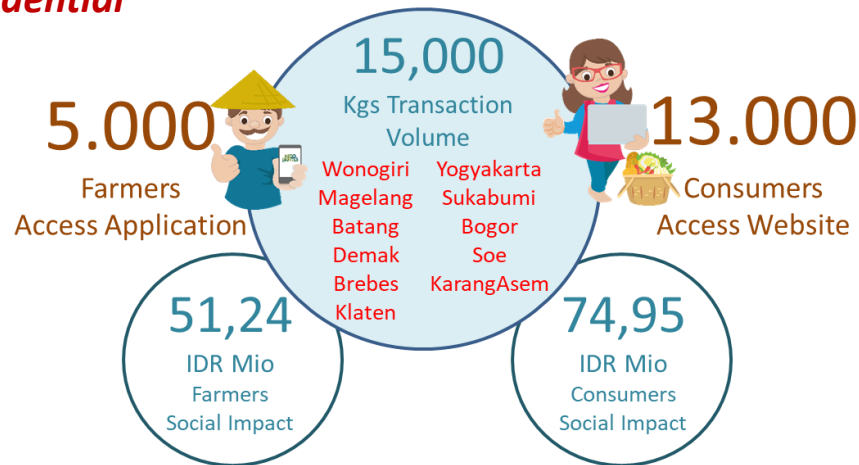 15,000
Kgs Transaction
Volume
Wonogiri Yogyakarta
Magelang Sukabumi
Batang Bogor
Demak Soe
Brebes KarangAsem
Klaten
5.000
Farmers
Access Application
13.000
Consumers
Access Website
51,24
IDR Mio
Farmers
Social Impact
74,95
IDR Mio
Consumers
Social Impact